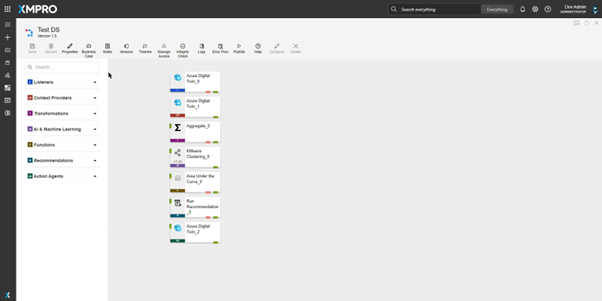 XMPRO
Search everything
Everything
Dev Admin
ADMINISTRATOR
Test DS
Version 1.5
Save
Discard
Properties
Business
Case
Notes
Versions
Timeline
Manage
Access
Integrity
Check
Logs
Error Flow
Publish
Help
Configure
Delete
Search...
Listeners
Context Providers
Transformations
AI & Machine Learning
Functions
Recommendations
Action Agents
Azure Digital
Twin_0
Azure Digital
Twin_1
Aggregate_0
KMeans
Clustering_0
Area Under the
Curve_0
Run
Recommendation
_0
Azure Digital
Twin_2